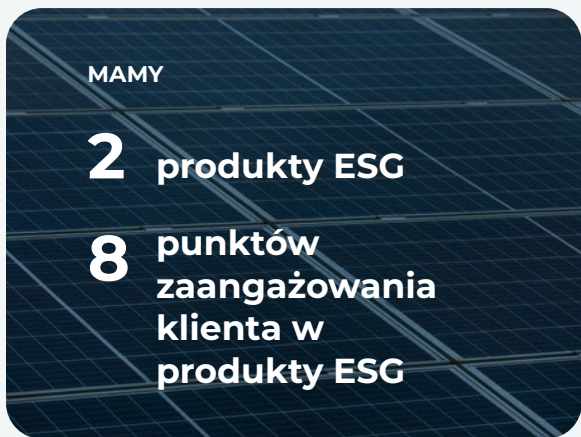 MAMY
2 produkty ESG
8 punktów
zaangażowania
klienta w
produkty ESG